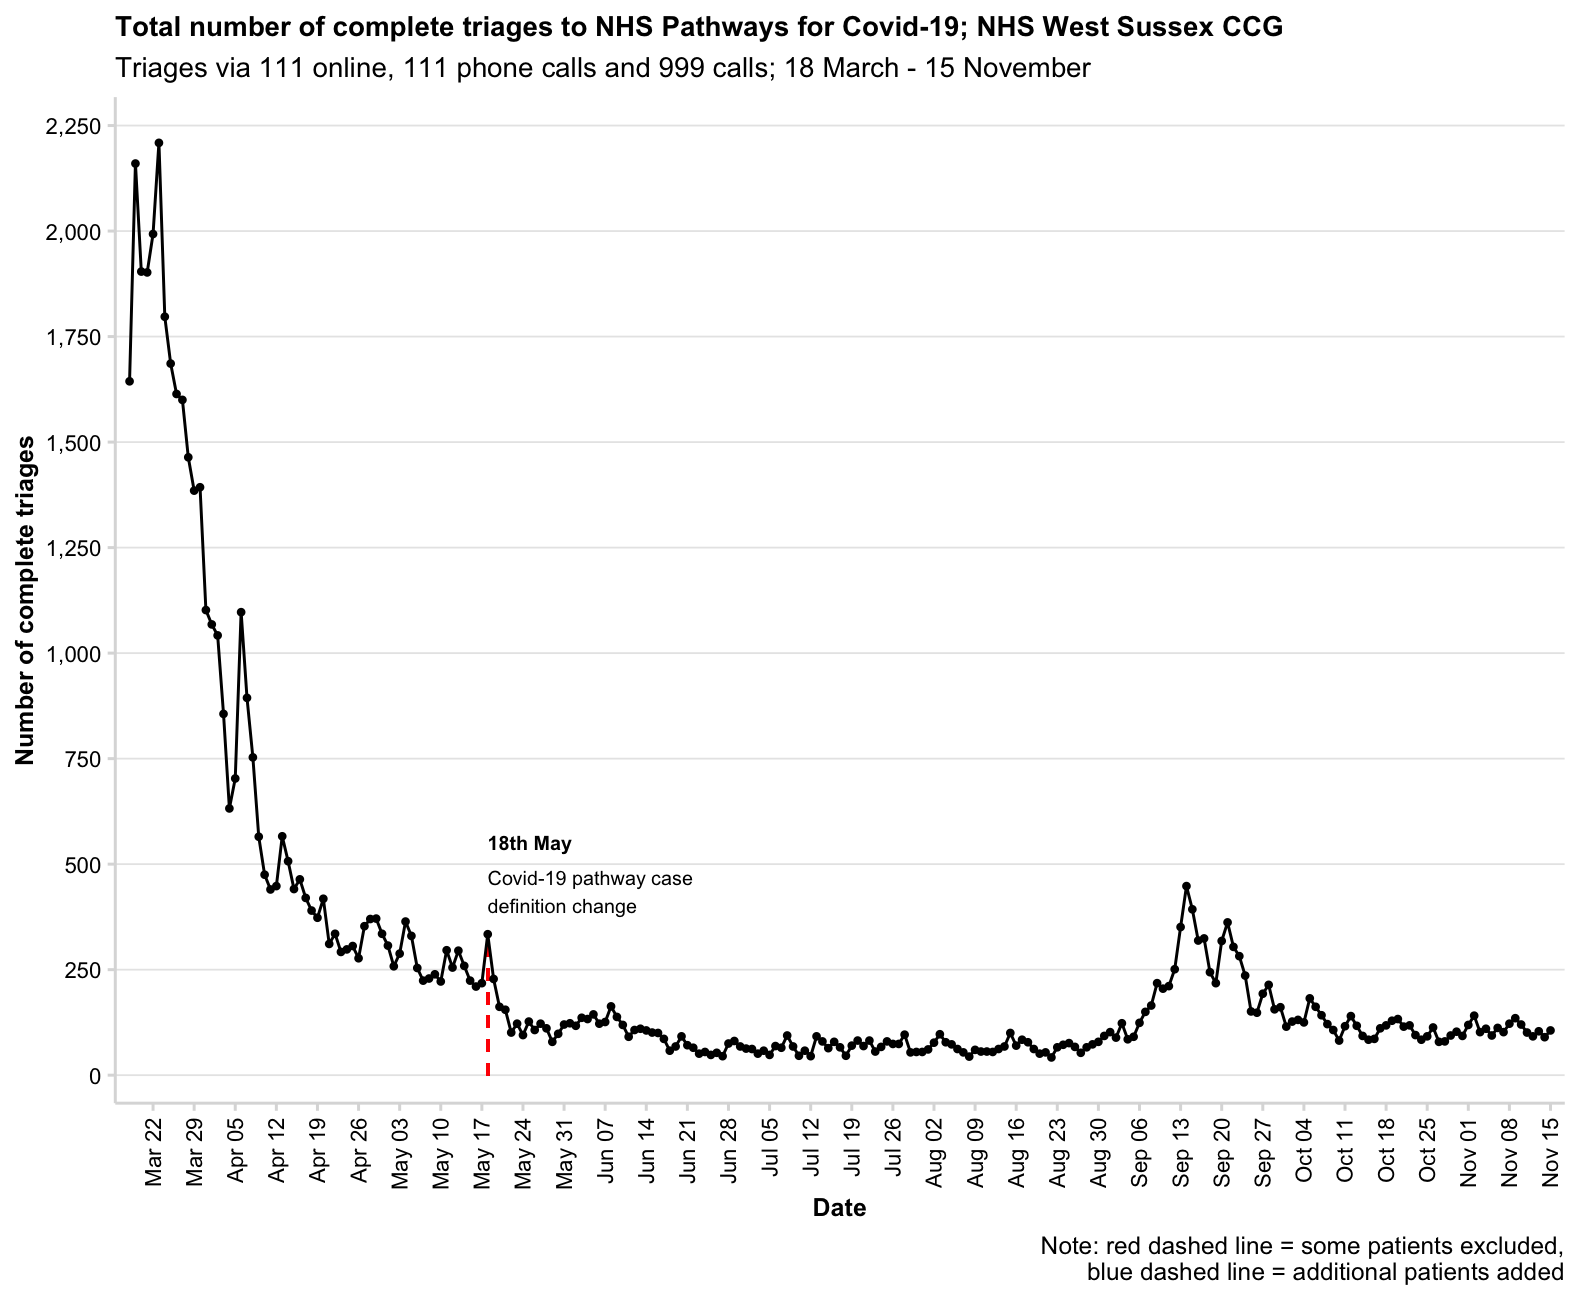 Total number of complete triages to NHS Pathways for Covid-19; NHS West Sussex CCG
Triages via 111 online, 111 phone calls and 999 calls; 18 March - 15 November
Number of complete triages
2,250
2,000
1,750
1,500
1,250
1,000
750
500
250
0
18th May
Covid-19 pathway case
definition change
Mar 22
Mar 29
Apr 05
Apr 12
Apr 19
Apr 26
May 03
May 10
May 17
May 24
May 31
Jun 07
Jun 14
Jun 21
Jun 28
Jul 05
Jul 12
Jul 19
Jul 26
Aug 02
Aug 09
Aug 16
Aug 23
Aug 30
Sep 06
Sep 13
Sep 20
Sep 27
Oct 04
Oct 11
Oct 18
Oct 25
Nov 01
Nov 08
Nov 15
Date
Note: red dashed line = some patients excluded,
blue dashed line = additional patients added